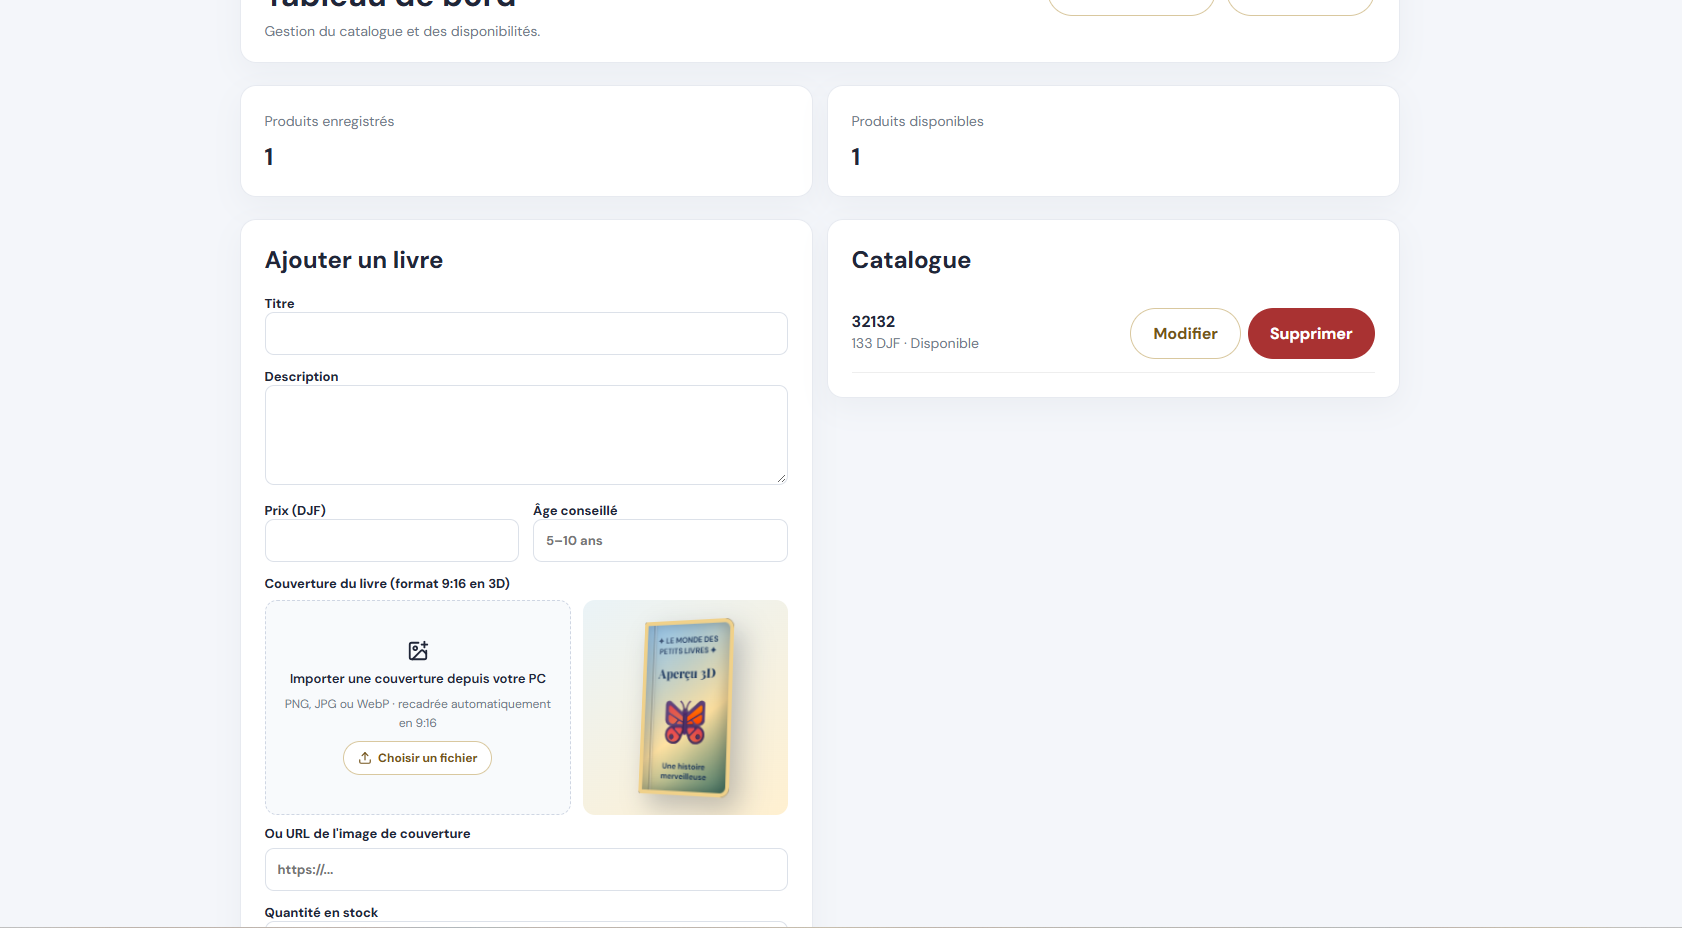 Tableau de bord
Gestion du catalogue et des disponibilités.
Produits enregistrés
1
Produits disponibles
1
Ajouter un livre
Titre
Description
Prix (DJF)
Âge conseillé
5–10 ans
Couverture du livre (format 9:16 en 3D)
Importer une couverture depuis votre PC
PNG, JPG ou WebP · recadrée automatiquement
en 9:16
Choisir un fichier
✦ LE MONDE DES
PETITS LIVRES ✦
Aperçu 3D
Une histoire
merveilleuse
Ou URL de l'image de couverture
https://...
Quantité en stock
Catalogue
32132
133 DJF · Disponible
Modifier
Supprimer